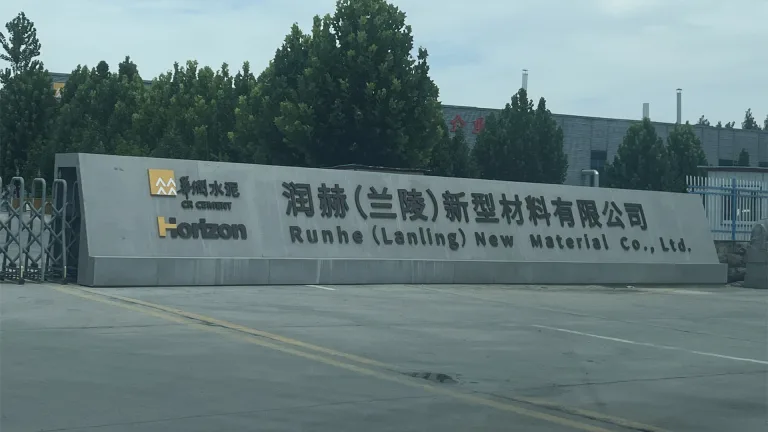 华润水泥
CR CEMENT
Horizon
润赫(兰陵)新型材料有限公司
Runhe (Lanling) New Material Co., Ltd.